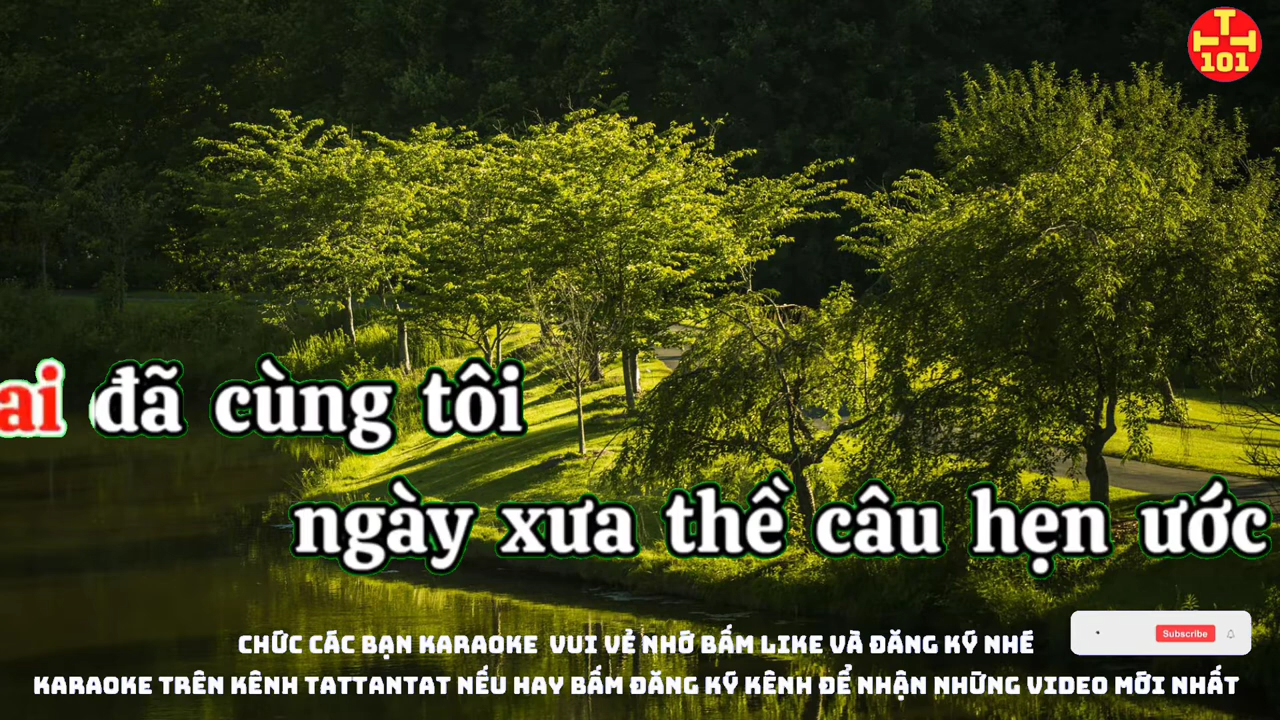 T
TH
101
ai đã cùng tôi
ngày xưa thề câu hẹn ước
CHÚC CÁC BẠN KARAOKE VUI VẺ NHỚ BẤM LIKE VÀ ĐĂNG KÝ NHÉ
Subscribe
KARAOKE TRÊN KÊNH TATTANTAT NẾU HAY BẤM ĐĂNG KÝ KÊNH ĐỂ NHẬN NHỮNG VIDEO MỚI NHẤT